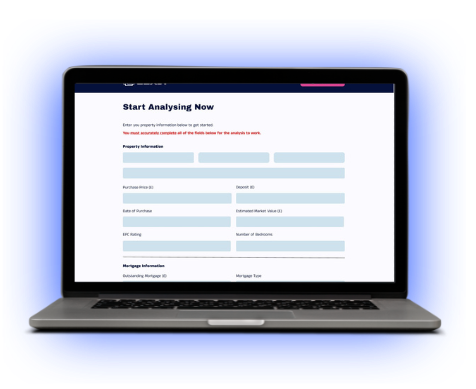 Start Analysing Now
Enter you property information below to get started.
You must accurately complete all of the fields below for the analysis to work.
Property Information
Purchase Price (£) Deposit (£)
Date of Purchase Estimated Market Value (£)
EPC Rating Number of Bedrooms
Mortgage Information
Outstanding Mortgage (£) Mortgage Type